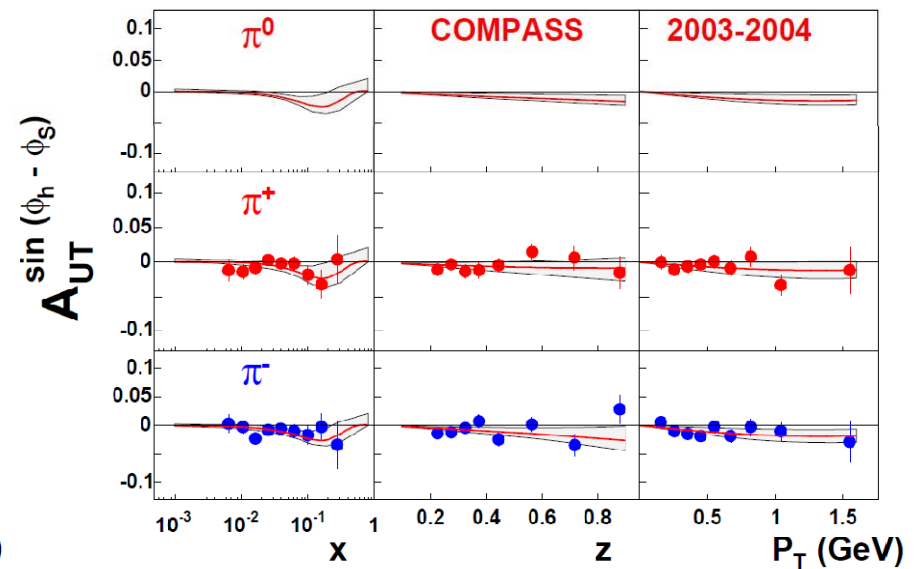 π⁰ COMPASS 2003-2004
0.1
0.05
0
-0.1
A_UT^sin (φ_h - φ_S)
π⁺
0.1
0.05
0
-0.1
π⁻
0.1
0.05
0
-0.1
10⁻³ 10⁻² 10⁻¹ 1 0.2 0.4 0.6 0.8 0.5 1 1.5
x z P_T (GeV)
)